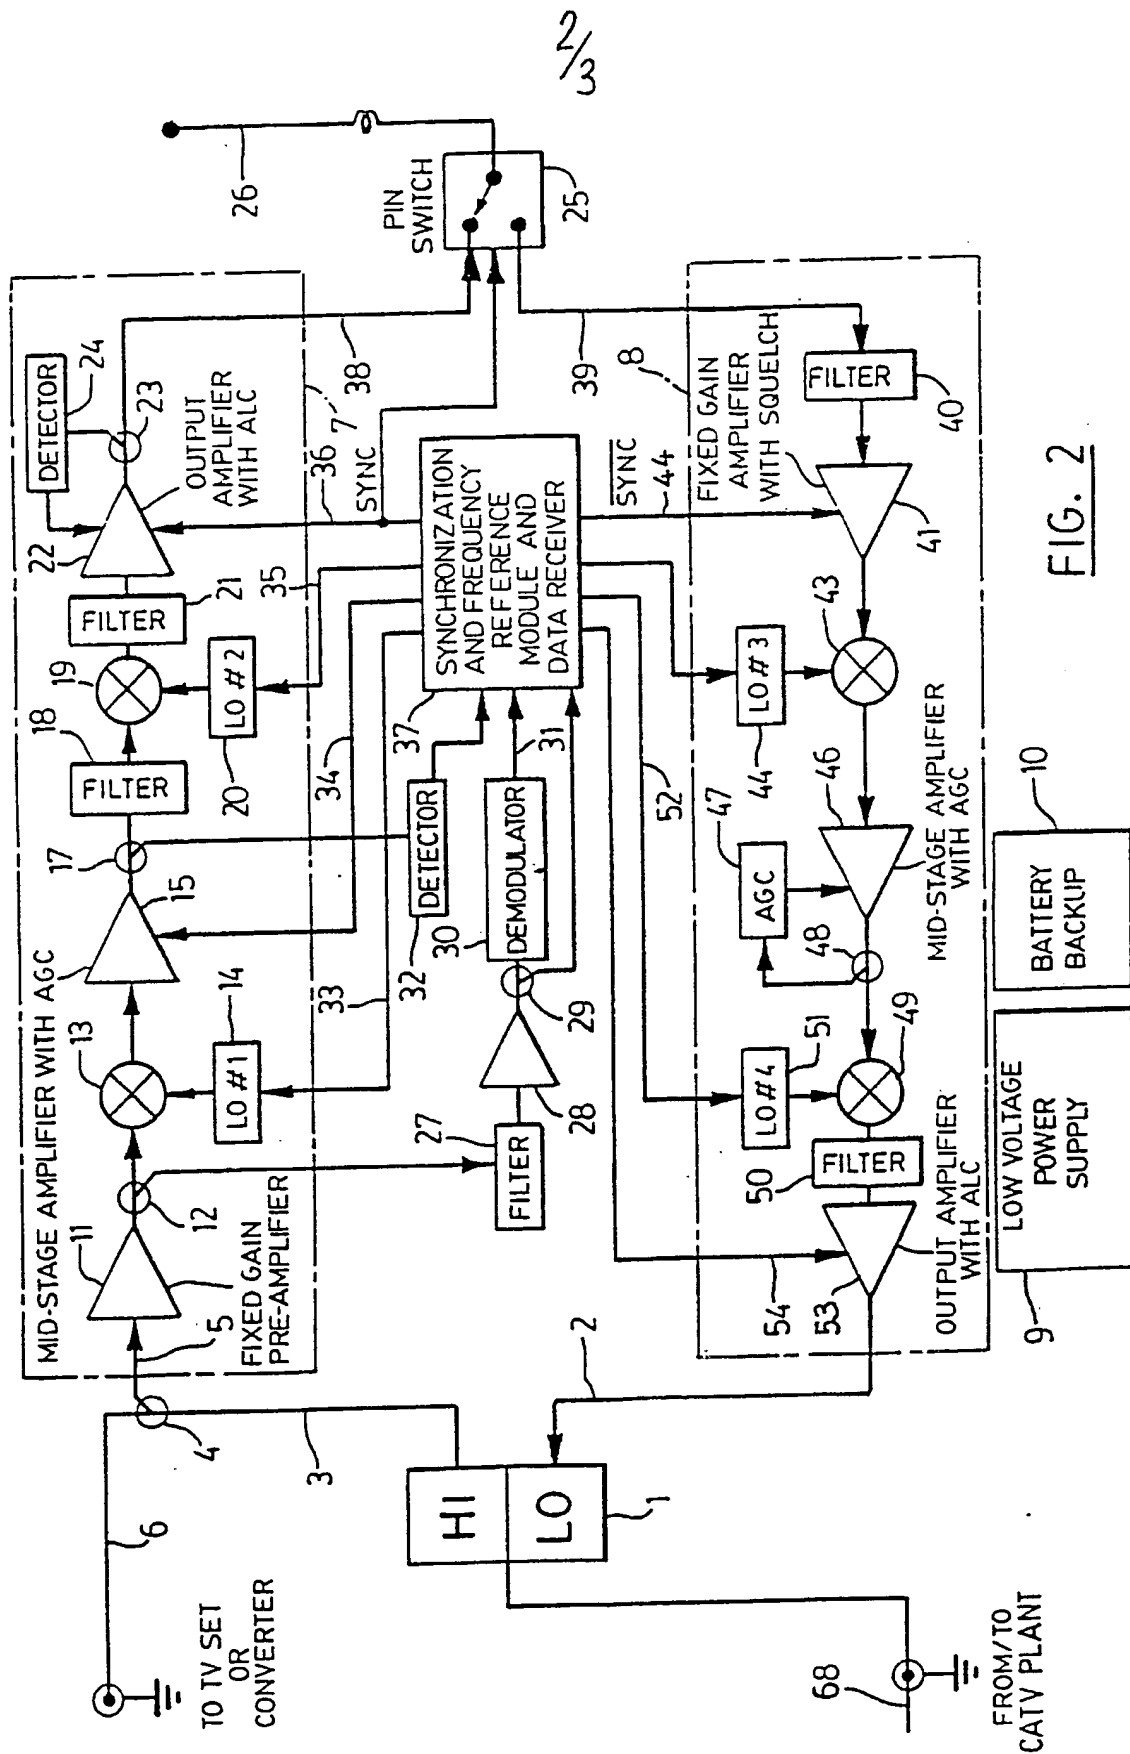 2/3
MID-STAGE AMPLIFIER WITH AGC
11
12
13
14
LO #1
15
17
18
FILTER
19
20
LO #2
21
FILTER
22
23
24
DETECTOR
OUTPUT
AMPLIFIER
WITH ALC
5
FIXED GAIN
PRE-AMPLIFIER
7
TO TV SET
OR
CONVERTER
6
4
3
HI
LO
1
2
68
FROM/TO
CATV PLANT
27
FILTER
28
29
30
DEMODULATOR
31
32
DETECTOR
33
34
35
36
SYNC
37
SYNCHRONIZATION
AND FREQUENCY
REFERENCE
MODULE AND
DATA RECEIVER
38
PIN
SWITCH
25
26
39
SYNC
44
52
54
8
FIXED GAIN
AMPLIFIER
WITH SQUELCH
FILTER
40
41
43
LO #3
44
46
47
AGC
48
MID-STAGE AMPLIFIER
WITH AGC
49
LO #4
51
50
FILTER
53
OUTPUT AMPLIFIER
WITH ALC
9
LOW VOLTAGE
POWER
SUPPLY
10
BATTERY
BACKUP
FIG. 2